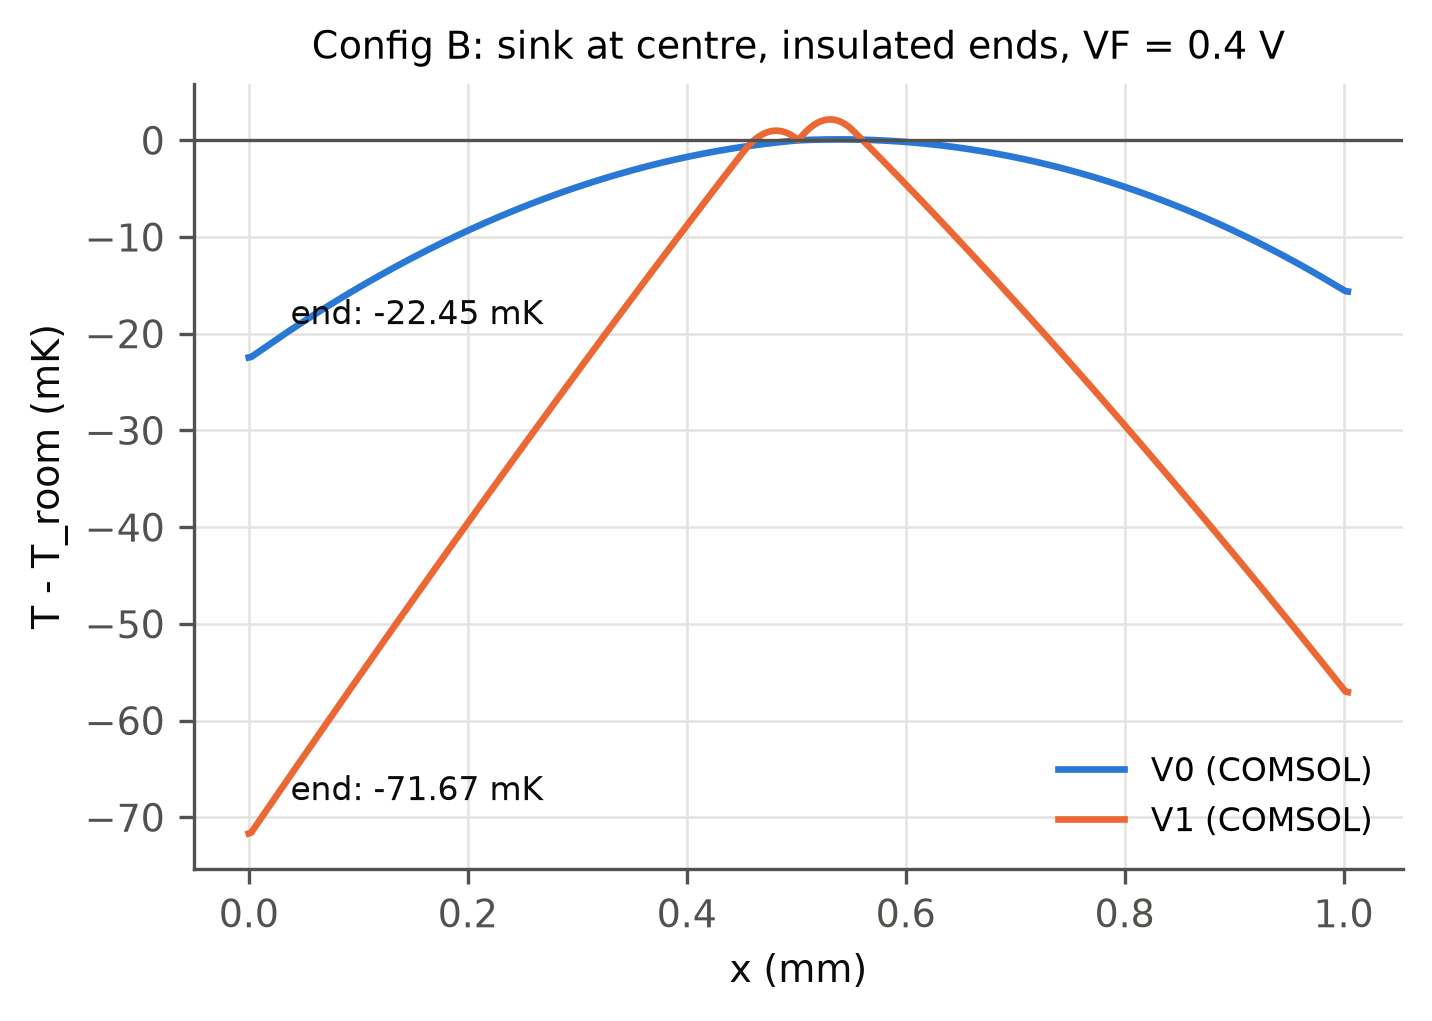 Config B: sink at centre, insulated ends, VF = 0.4 V
T - T_room (mK)
0
−10
−20
−30
−40
−50
−60
−70
end: -22.45 mK
end: -71.67 mK
V0 (COMSOL)
V1 (COMSOL)
0.0 0.2 0.4 0.6 0.8 1.0
x (mm)